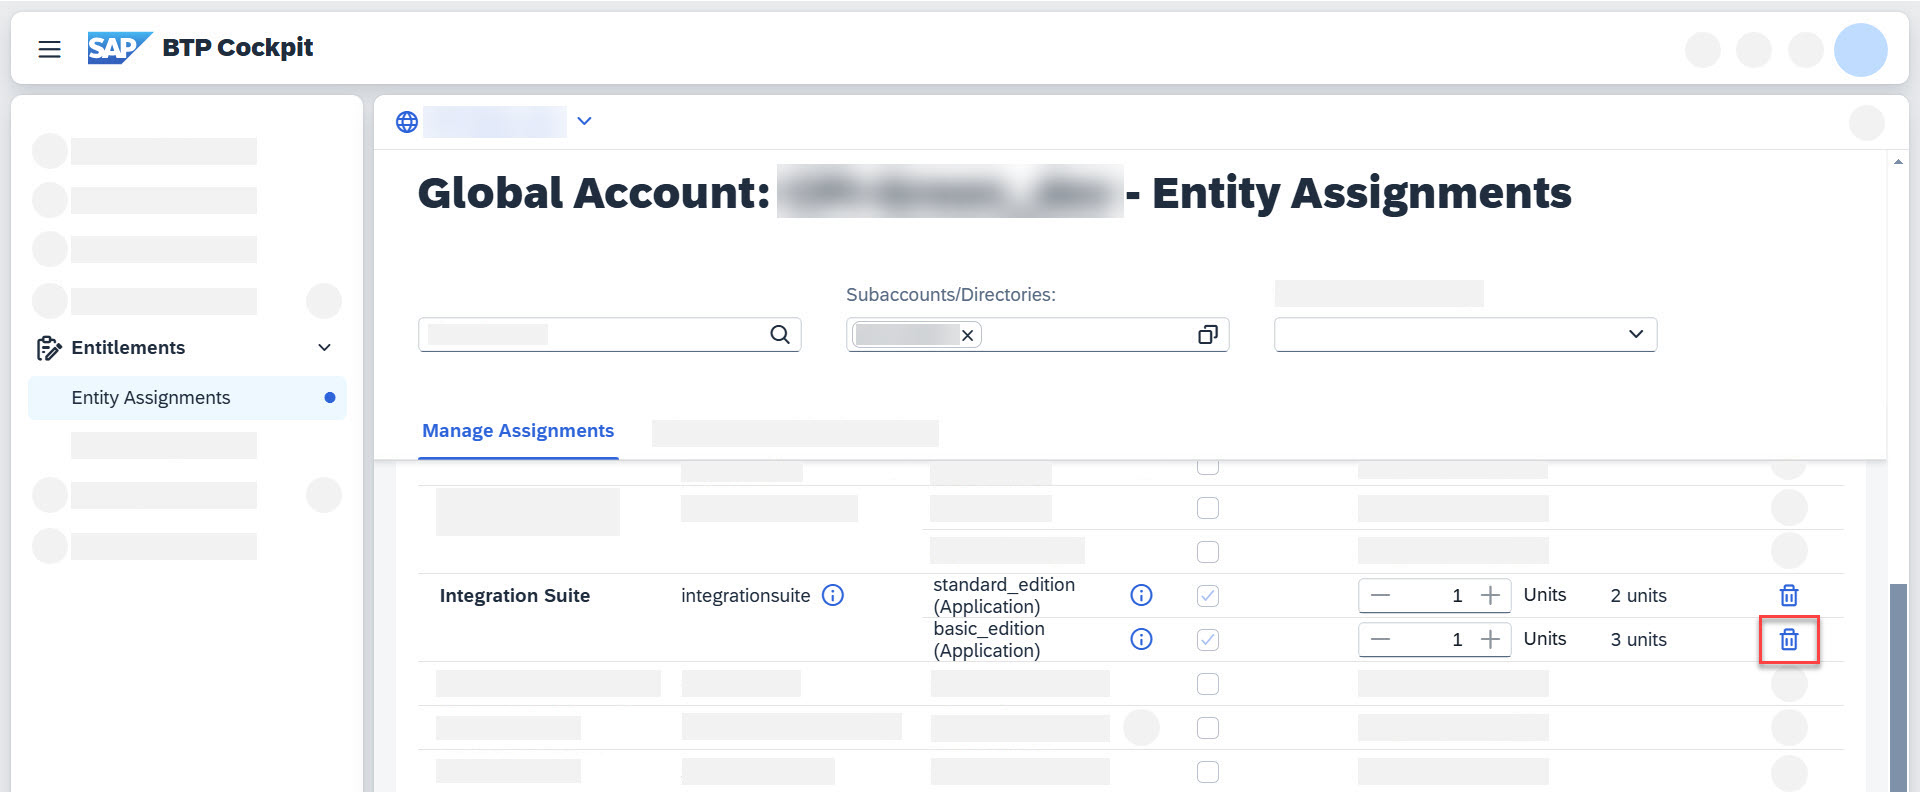 SAP BTP Cockpit
Global Account: - Entity Assignments
Subaccounts/Directories:
Entitlements
Entity Assignments
Manage Assignments
Integration Suite integrationsuite standard_edition (Application) 1 Units 2 units
basic_edition (Application) 1 Units 3 units